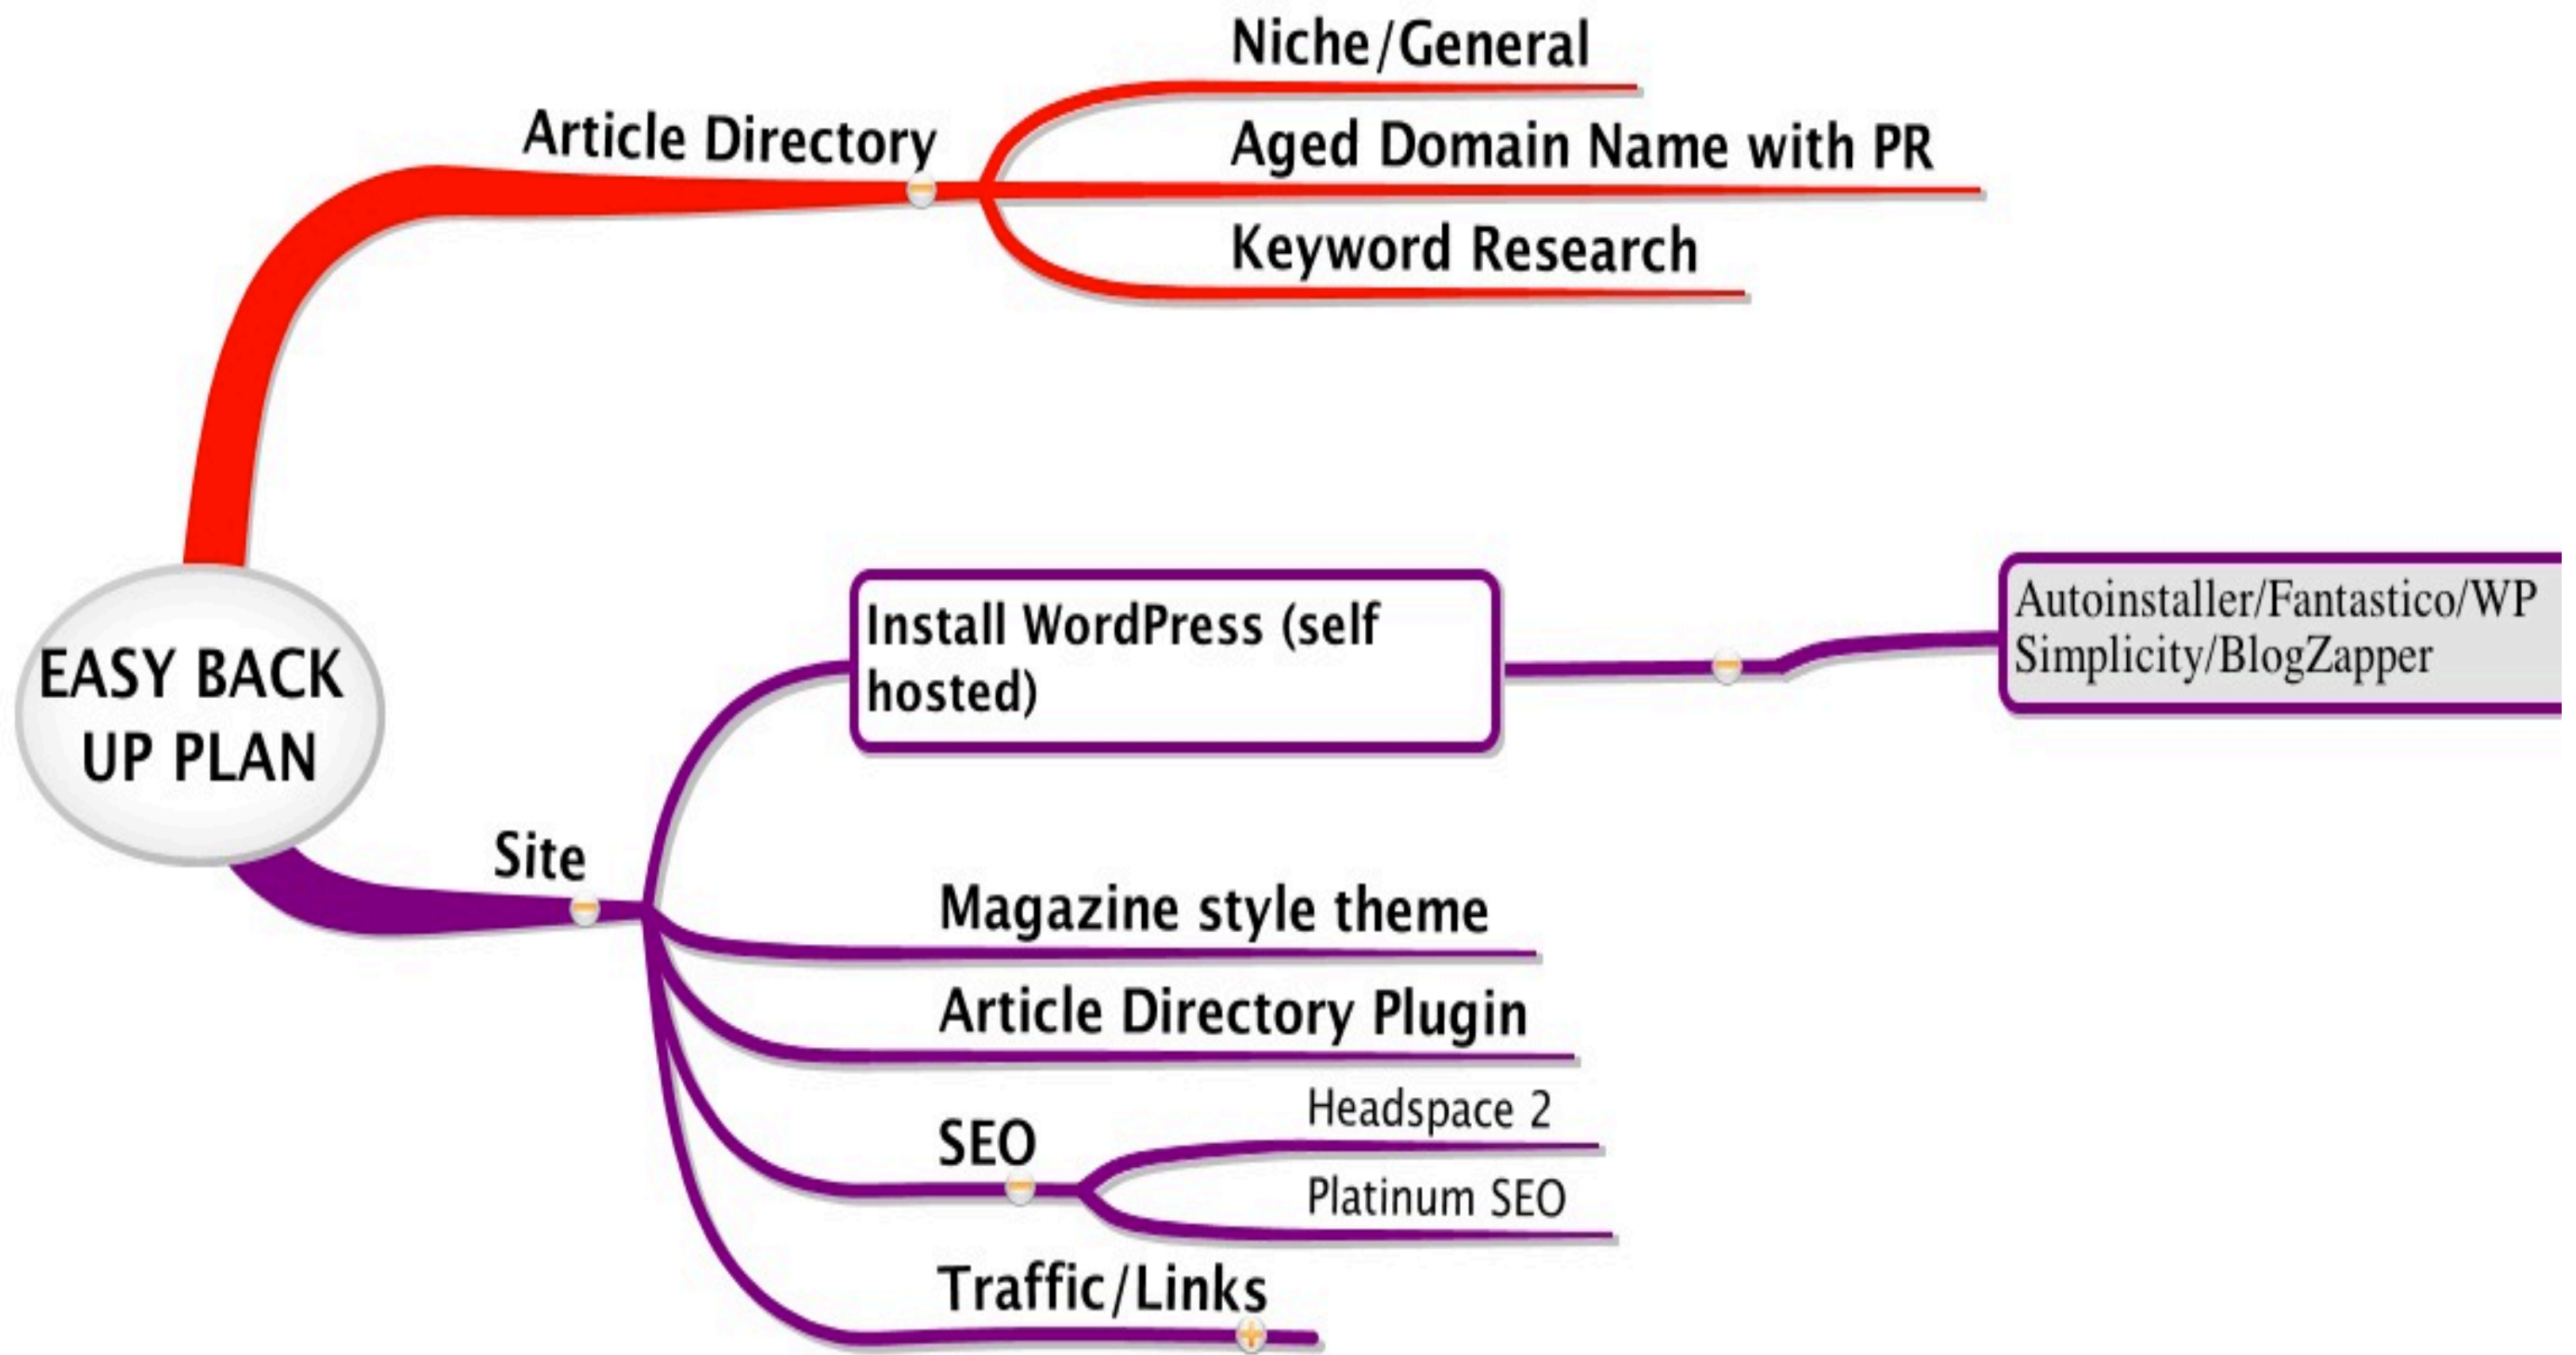 Niche/General
Article Directory
Aged Domain Name with PR
Keyword Research
EASY BACK
UP PLAN
Install WordPress (self
hosted)
Autoinstaller/Fantastico/WP
Simplicity/BlogZapper
Site
Magazine style theme
Article Directory Plugin
SEO
Headspace 2
Platinum SEO
Traffic/Links